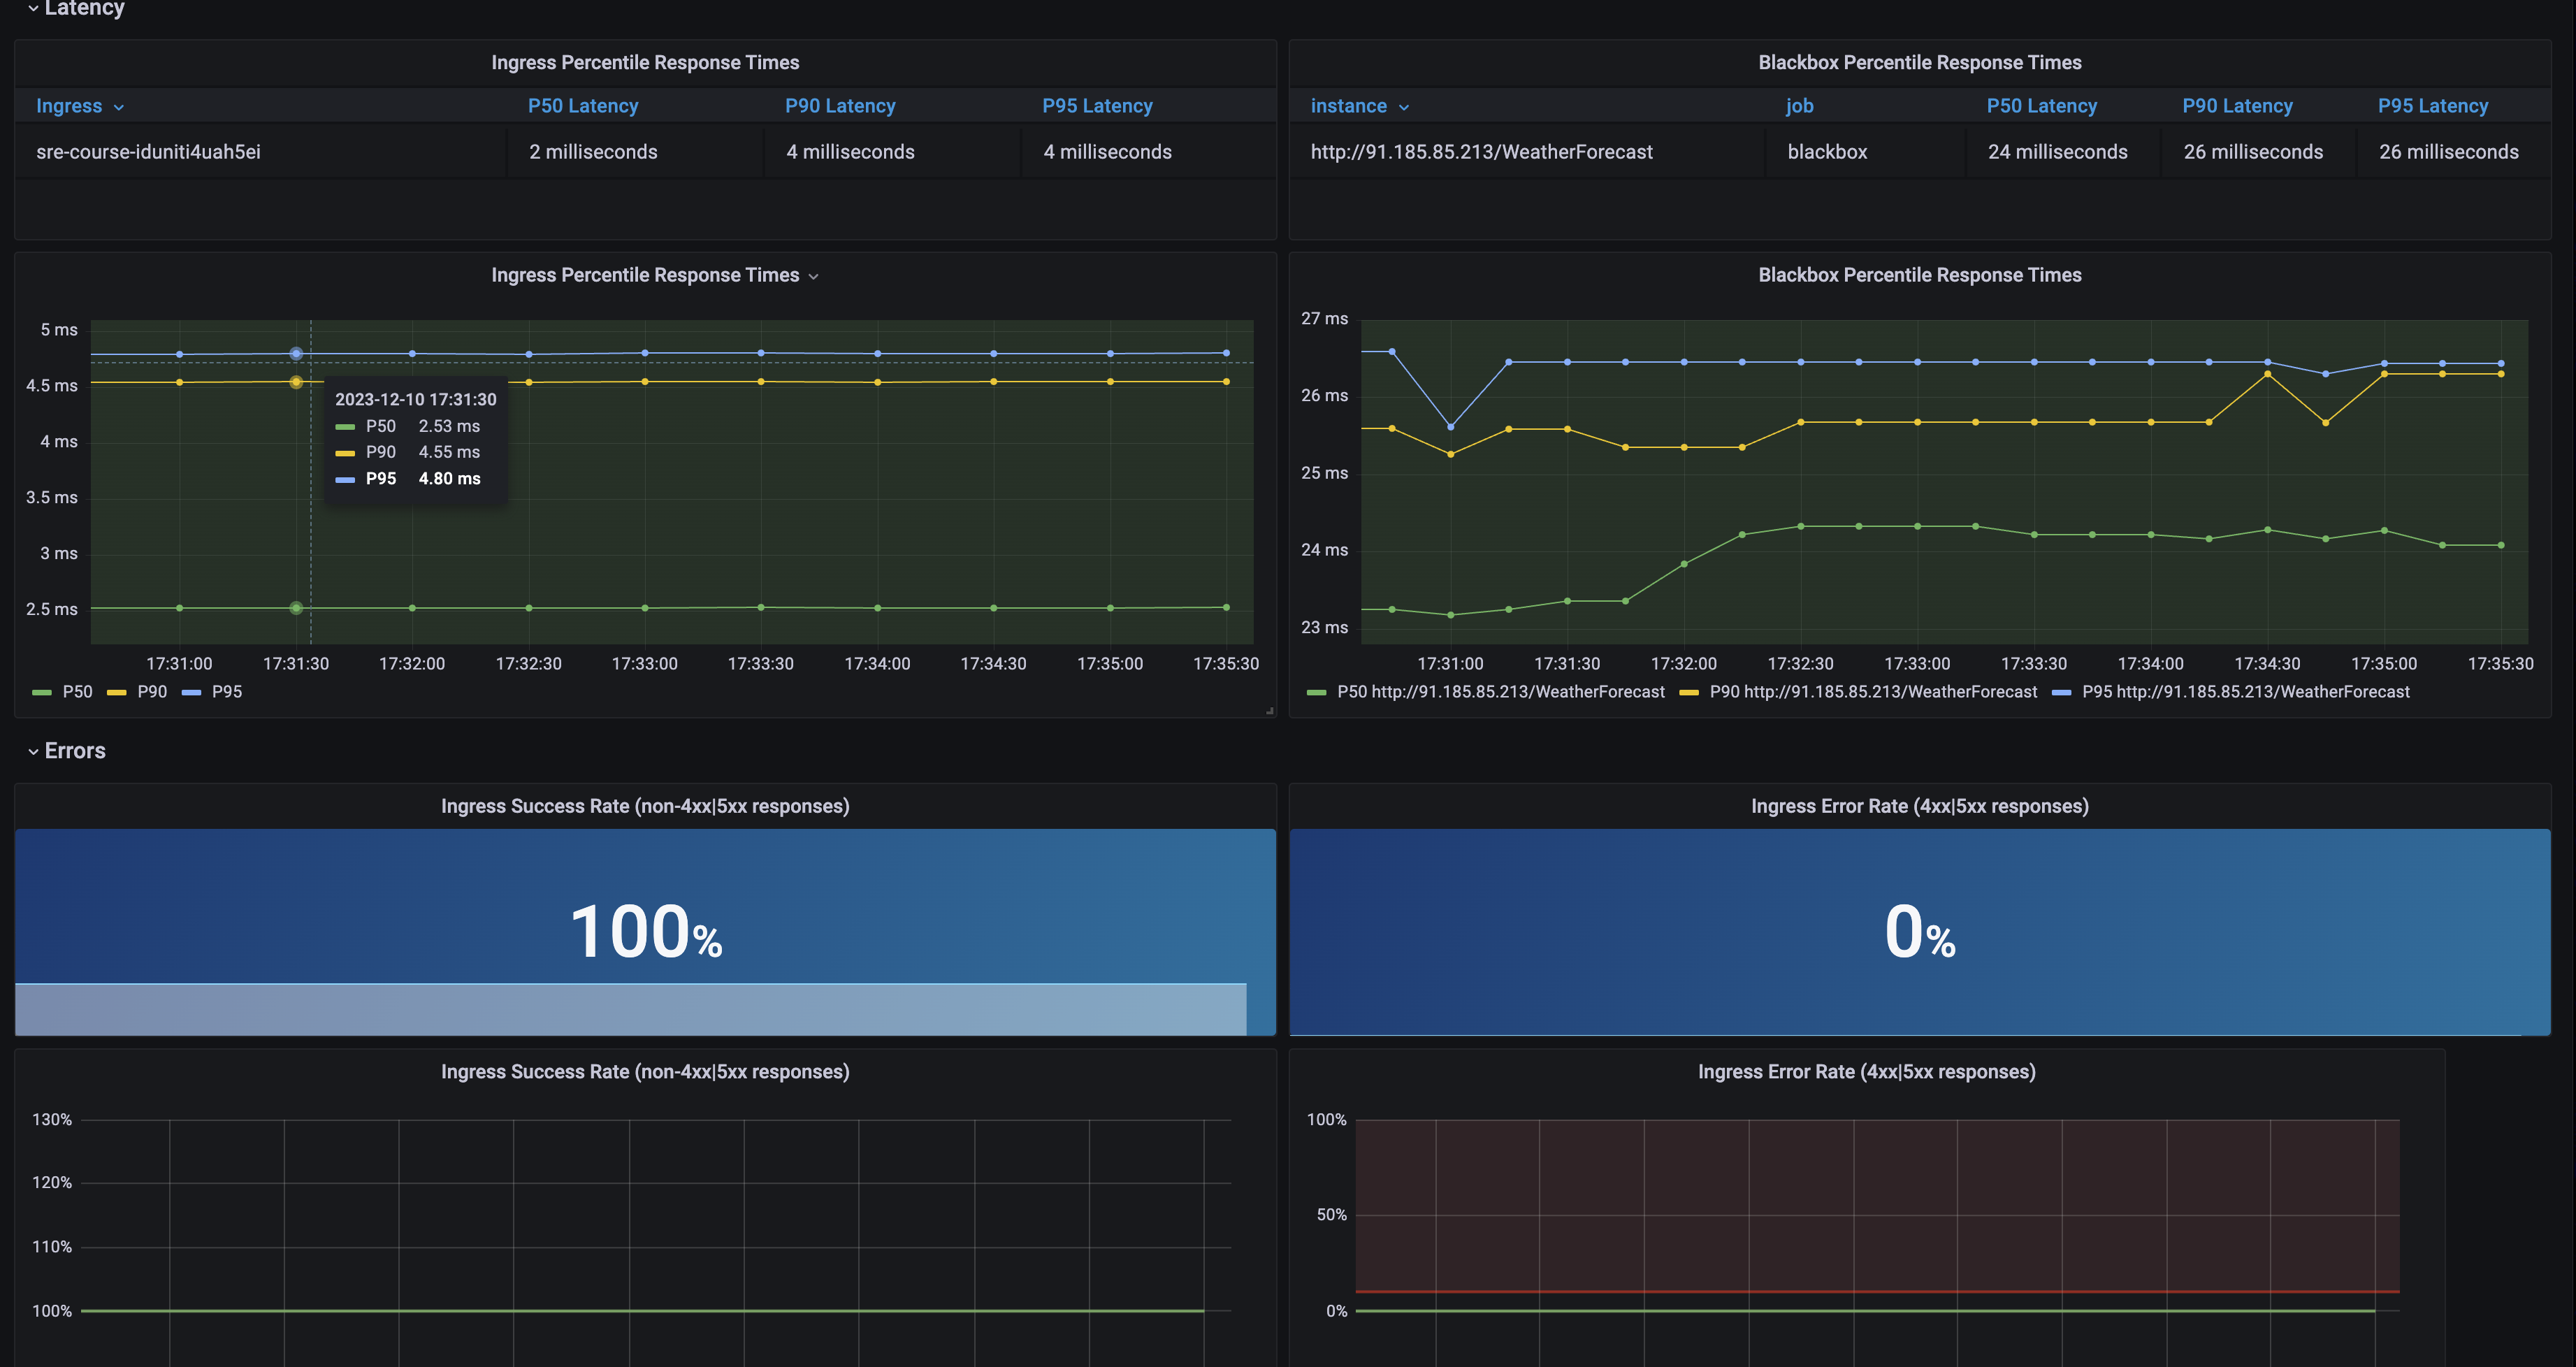 Latency
Ingress Percentile Response Times
Ingress P50 Latency P90 Latency P95 Latency
sre-course-iduniti4uah5ei 2 milliseconds 4 milliseconds 4 milliseconds
Blackbox Percentile Response Times
instance job P50 Latency P90 Latency P95 Latency
http://91.185.85.213/WeatherForecast blackbox 24 milliseconds 26 milliseconds 26 milliseconds
Ingress Percentile Response Times
5 ms
4.5 ms
4 ms
3.5 ms
3 ms
2.5 ms
2023-12-10 17:31:30
P50 2.53 ms
P90 4.55 ms
P95 4.80 ms
17:31:00 17:31:30 17:32:00 17:32:30 17:33:00 17:33:30 17:34:00 17:34:30 17:35:00 17:35:30
P50 P90 P95
Blackbox Percentile Response Times
27 ms
26 ms
25 ms
24 ms
23 ms
17:31:00 17:31:30 17:32:00 17:32:30 17:33:00 17:33:30 17:34:00 17:34:30 17:35:00 17:35:30
P50 http://91.185.85.213/WeatherForecast P90 http://91.185.85.213/WeatherForecast P95 http://91.185.85.213/WeatherForecast
Errors
Ingress Success Rate (non-4xx|5xx responses)
100%
Ingress Error Rate (4xx|5xx responses)
0%
Ingress Success Rate (non-4xx|5xx responses)
130%
120%
110%
100%
Ingress Error Rate (4xx|5xx responses)
100%
50%
0%